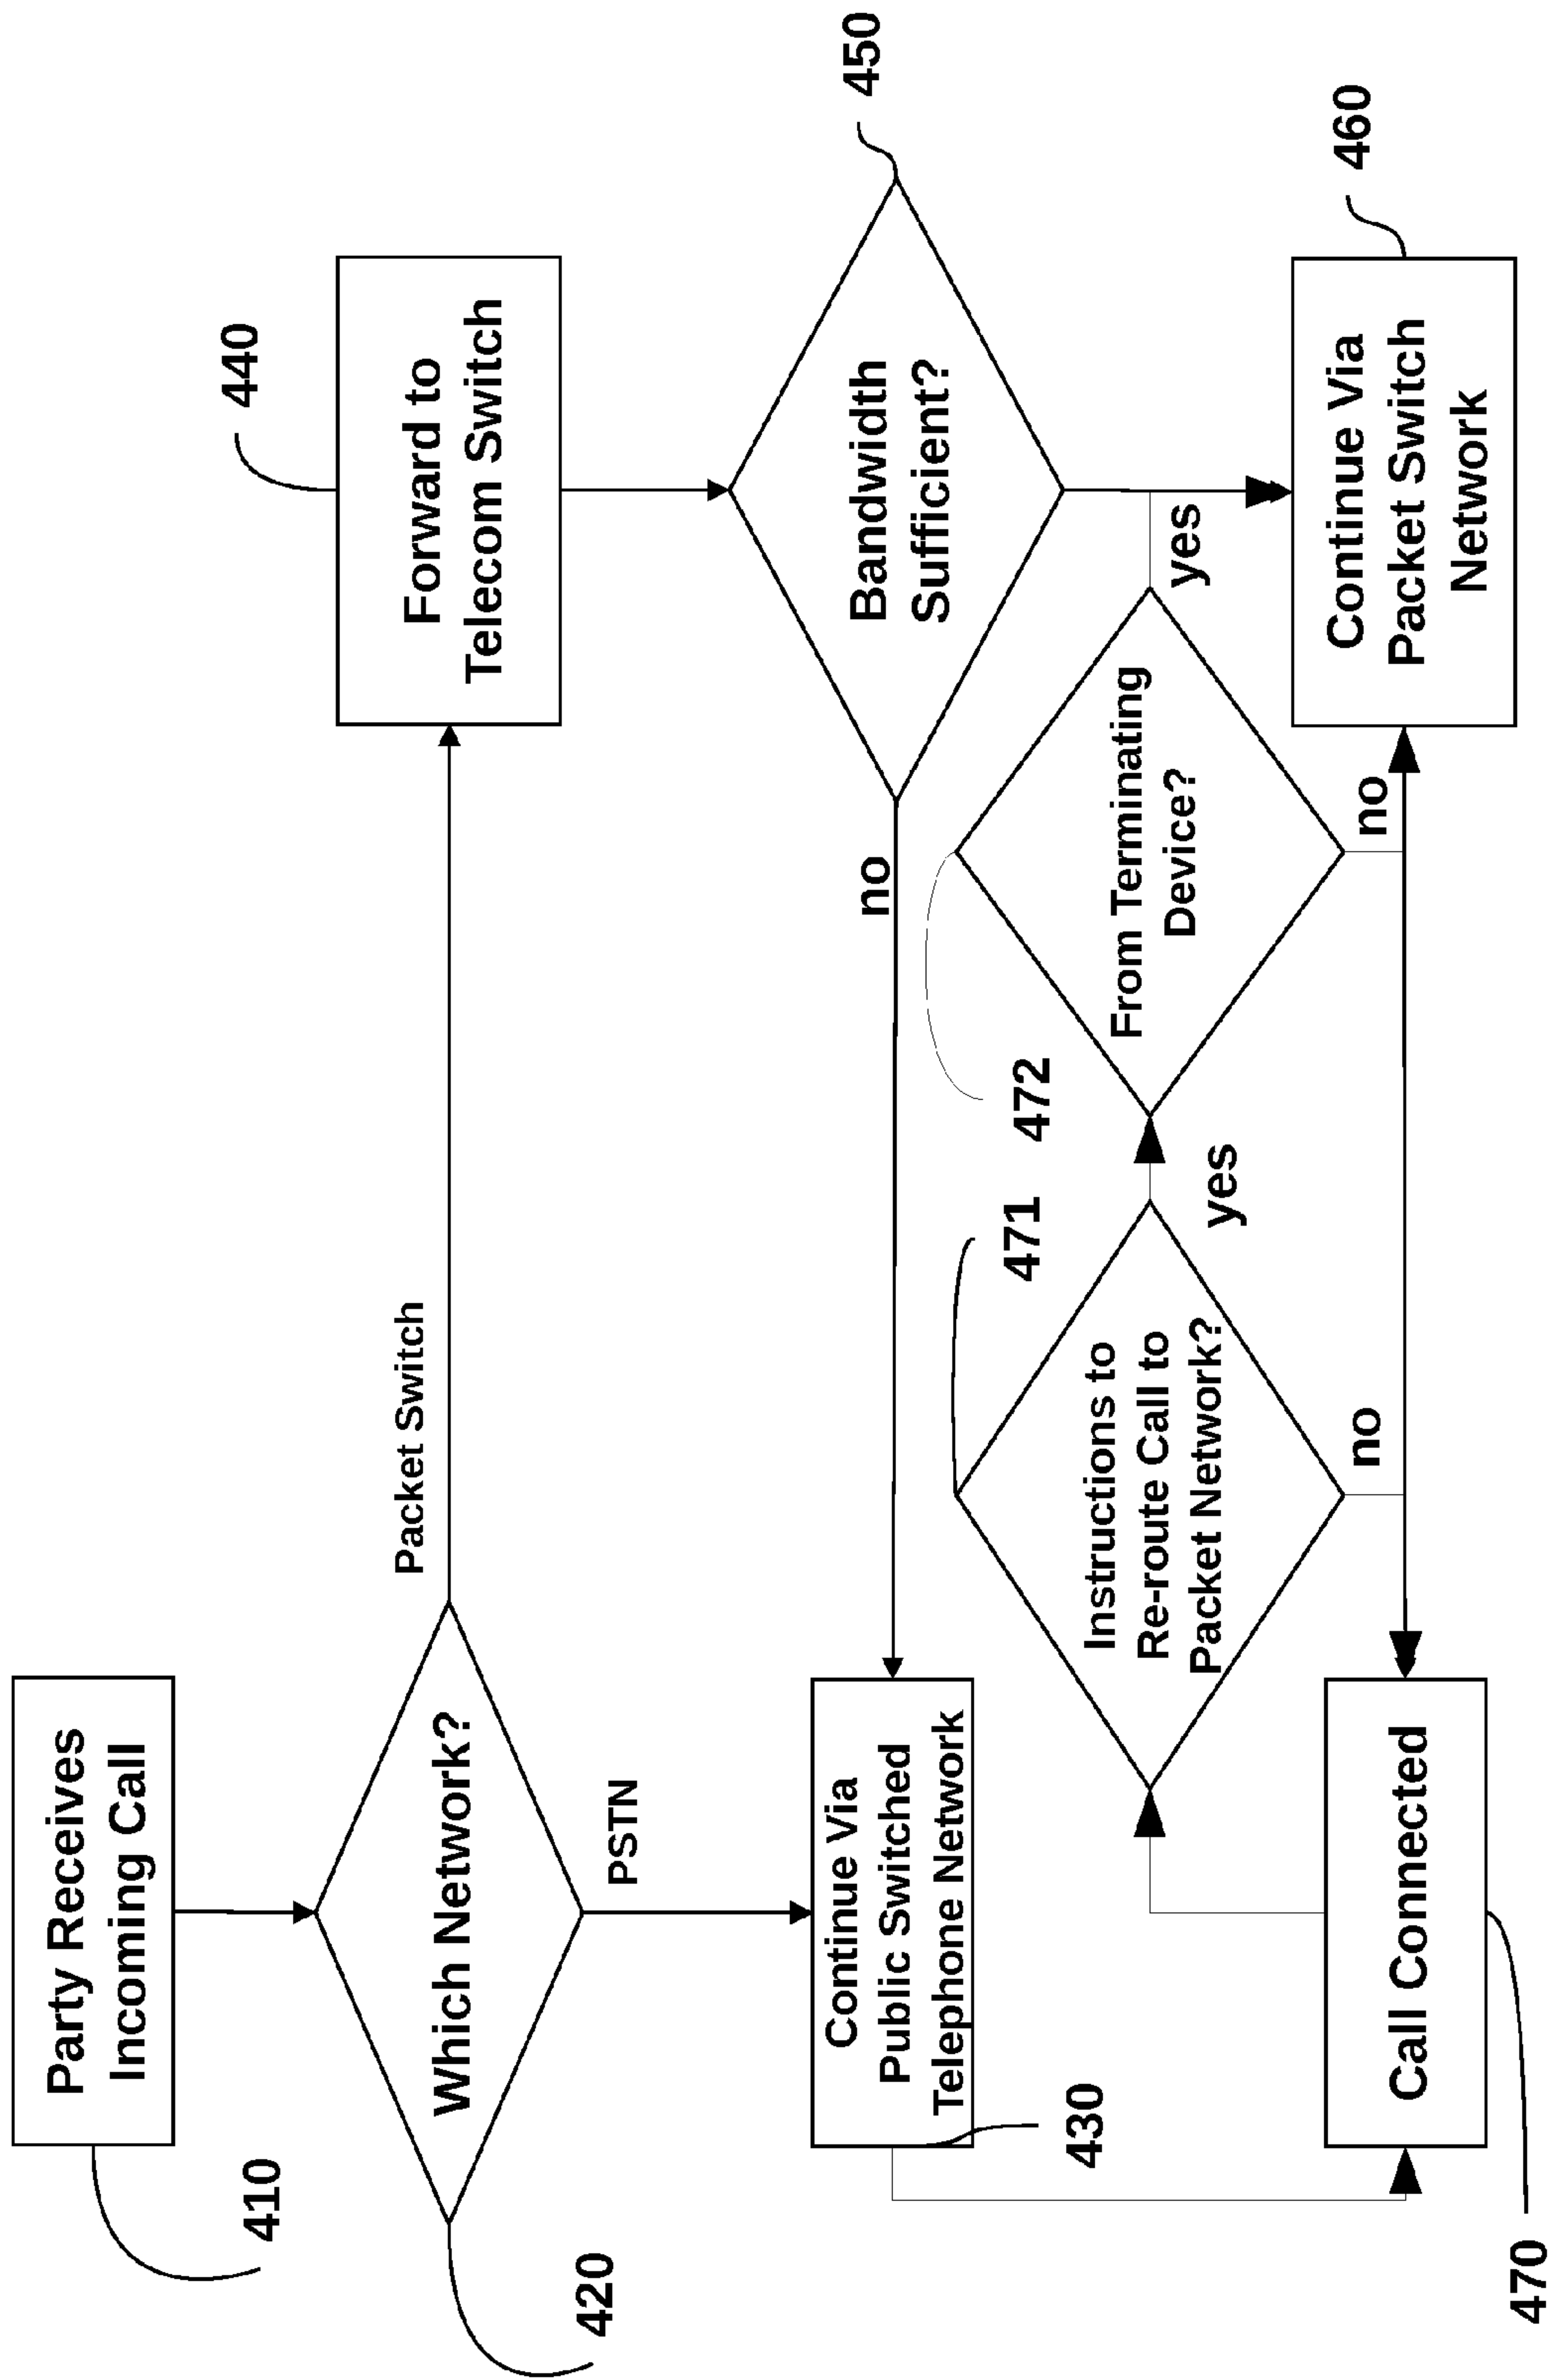 Party Receives
Incoming Call
410
Which Network?
420
Packet Switch
PSTN
Forward to
Telecom Switch
440
Bandwidth
Sufficient?
450
no
Continue Via
Public Switched
Telephone Network
430
Instructions to
Re-route Call to
Packet Network?
471
yes
no
From Terminating
Device?
472
yes
no
Continue Via
Packet Switch
Network
460
Call Connected
470